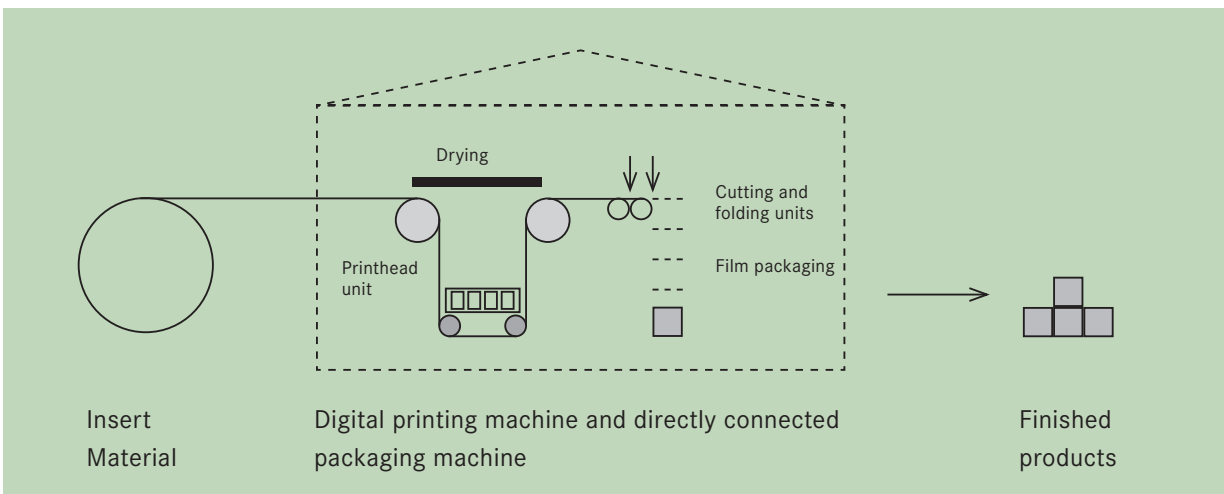 Drying
Cutting and
folding units
Printhead
unit
Film packaging
Insert
Material
Digital printing machine and directly connected
packaging machine
Finished
products